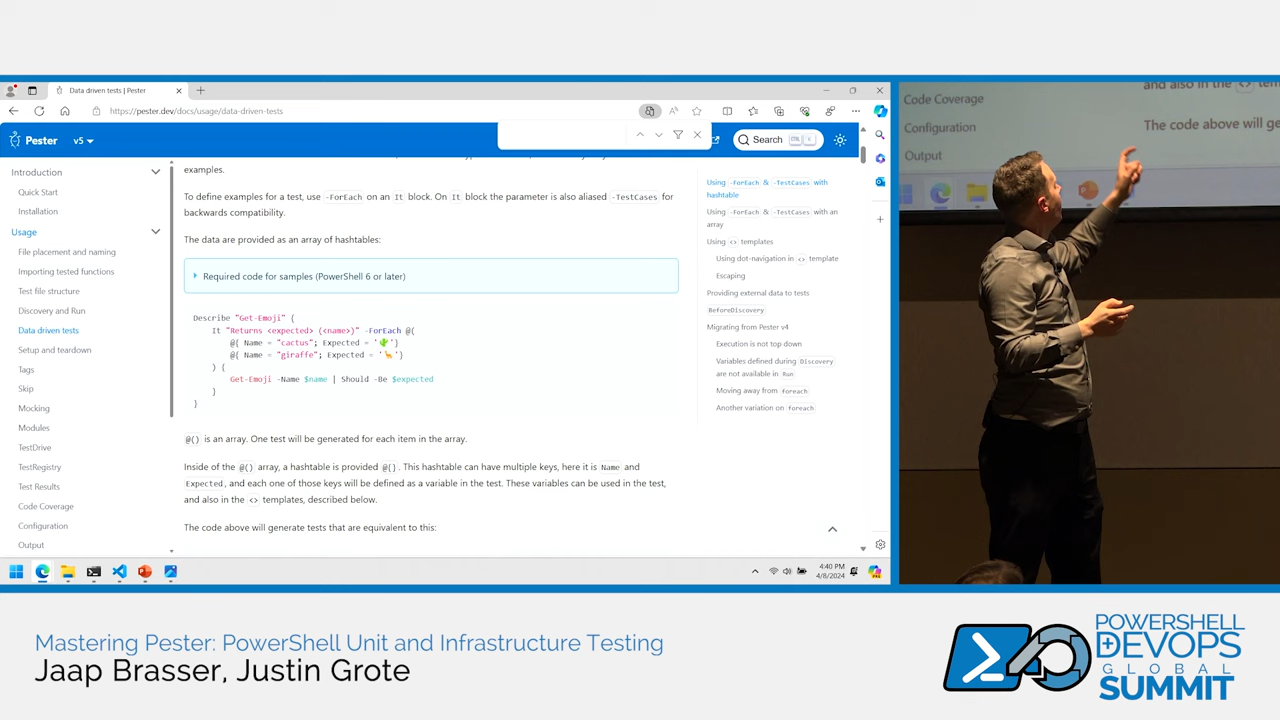 Data driven tests | Pester
https://pester.dev/docs/usage/data-driven-tests
Pester
v5
Search
CTRL K
Introduction
Quick Start
Installation
Usage
File placement and naming
Importing tested functions
Test file structure
Discovery and Run
Data driven tests
Setup and teardown
Tags
Skip
Mocking
Modules
TestDrive
TestRegistry
Test Results
Code Coverage
Configuration
Output
examples.
To define examples for a test, use -ForEach on an It block. On It block the parameter is also aliased -TestCases for
backwards compatibility.
The data are provided as an array of hashtables:
Required code for samples (PowerShell 6 or later)
Describe "Get-Emoji" {
It "Returns <expected> (<name>)" -ForEach @(
@{ Name = "cactus"; Expected = '🌵'}
@{ Name = "giraffe"; Expected = '🦒'}
) {
Get-Emoji -Name $name | Should -Be $expected
}
}
@() is an array. One test will be generated for each item in the array.
Inside of the @() array, a hashtable is provided @{}. This hashtable can have multiple keys, here it is Name and
Expected, and each one of those keys will be defined as a variable in the test. These variables can be used in the test,
and also in the <> templates, described below.
The code above will generate tests that are equivalent to this:
Using -ForEach & -TestCases with
hashtable
Using -ForEach & -TestCases with an
array
Using <> templates
Using dot-navigation in <> template
Escaping
Providing external data to tests
BeforeDiscovery
Migrating from Pester v4
Execution is not top down
Variables defined during Discovery
are not available in Run
Moving away from foreach
Another variation on foreach
4:40 PM
4/8/2024
and also in the <> tem
Code Coverage
The code above will ge
Configuration
Output
Mastering Pester: PowerShell Unit and Infrastructure Testing
Jaap Brasser, Justin Grote
POWERSHELL
+ DEVOPS
GLOBAL
SUMMIT